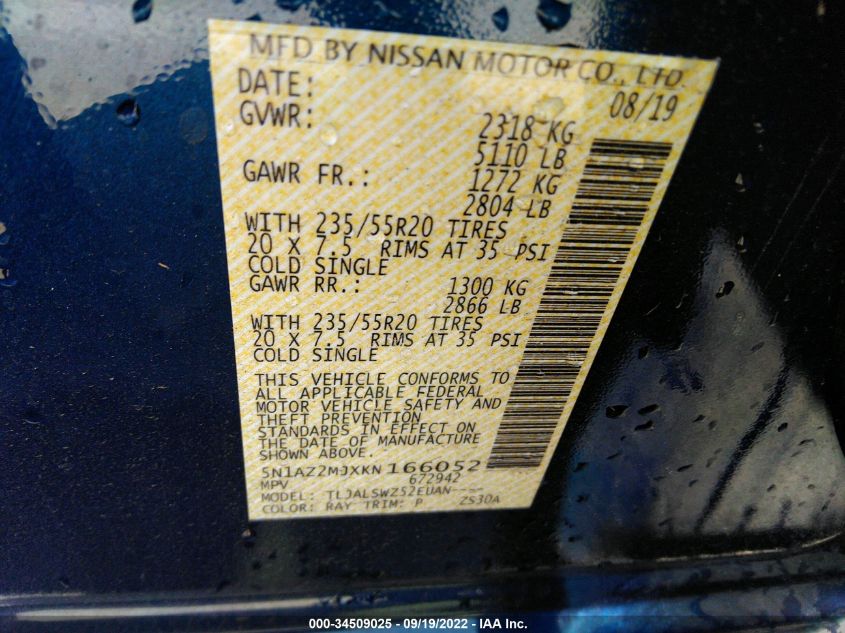 MFD BY NISSAN MOTOR CO., LTD.
DATE: 08/19
GVWR: 2318 KG
5110 LB
GAWR FR.: 1272 KG
2804 LB
WITH 235/55R20 TIRES
20 X 7.5 RIMS AT 35 PSI
COLD SINGLE
GAWR RR.: 1300 KG
2866 LB
WITH 235/55R20 TIRES
20 X 7.5 RIMS AT 35 PSI
COLD SINGLE
THIS VEHICLE CONFORMS TO
ALL APPLICABLE FEDERAL
MOTOR VEHICLE SAFETY AND
THEFT PREVENTION
STANDARDS IN EFFECT ON
THE DATE OF MANUFACTURE
SHOWN ABOVE.
5N1AZ2MJXKN166052
MPV 672942
MODEL: TLJALSWZ52EUAN----
COLOR: RAY TRIM: P ZS30A
000-34509025 - 09/19/2022 - IAA Inc.